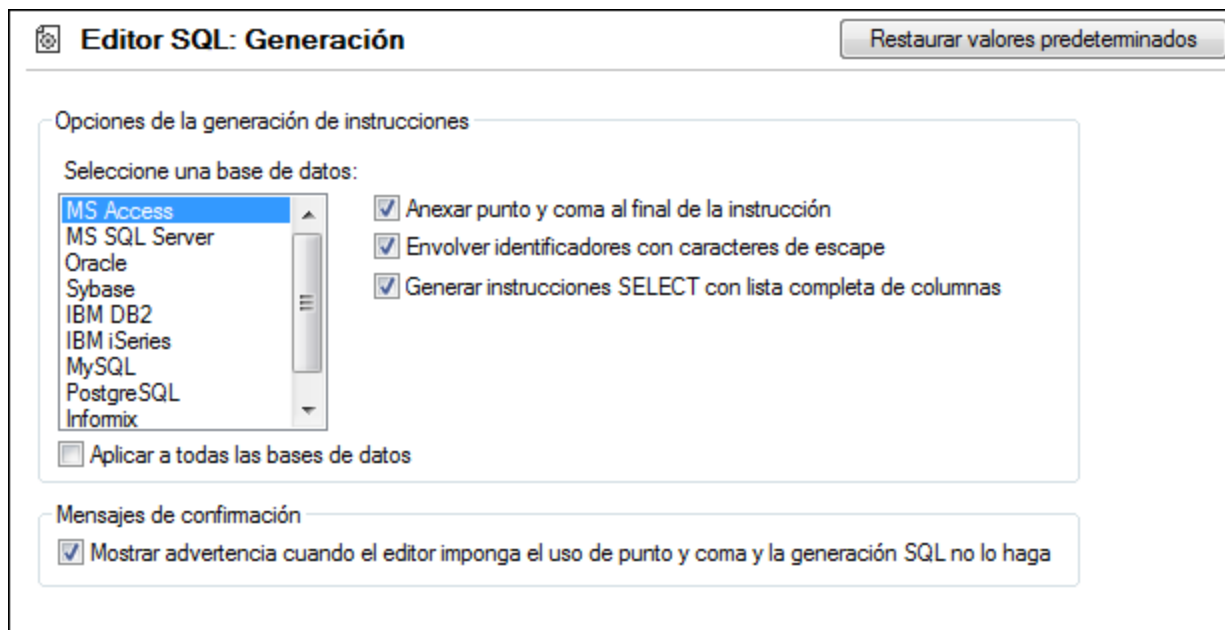 Editor SQL: Generación
Restaurar valores predeterminados
Opciones de la generación de instrucciones
Seleccione una base de datos:
MS Access
MS SQL Server
Oracle
Sybase
IBM DB2
IBM iSeries
MySQL
PostgreSQL
Informix
Anexar punto y coma al final de la instrucción
Envolver identificadores con caracteres de escape
Generar instrucciones SELECT con lista completa de columnas
Aplicar a todas las bases de datos
Mensajes de confirmación
Mostrar advertencia cuando el editor imponga el uso de punto y coma y la generación SQL no lo haga